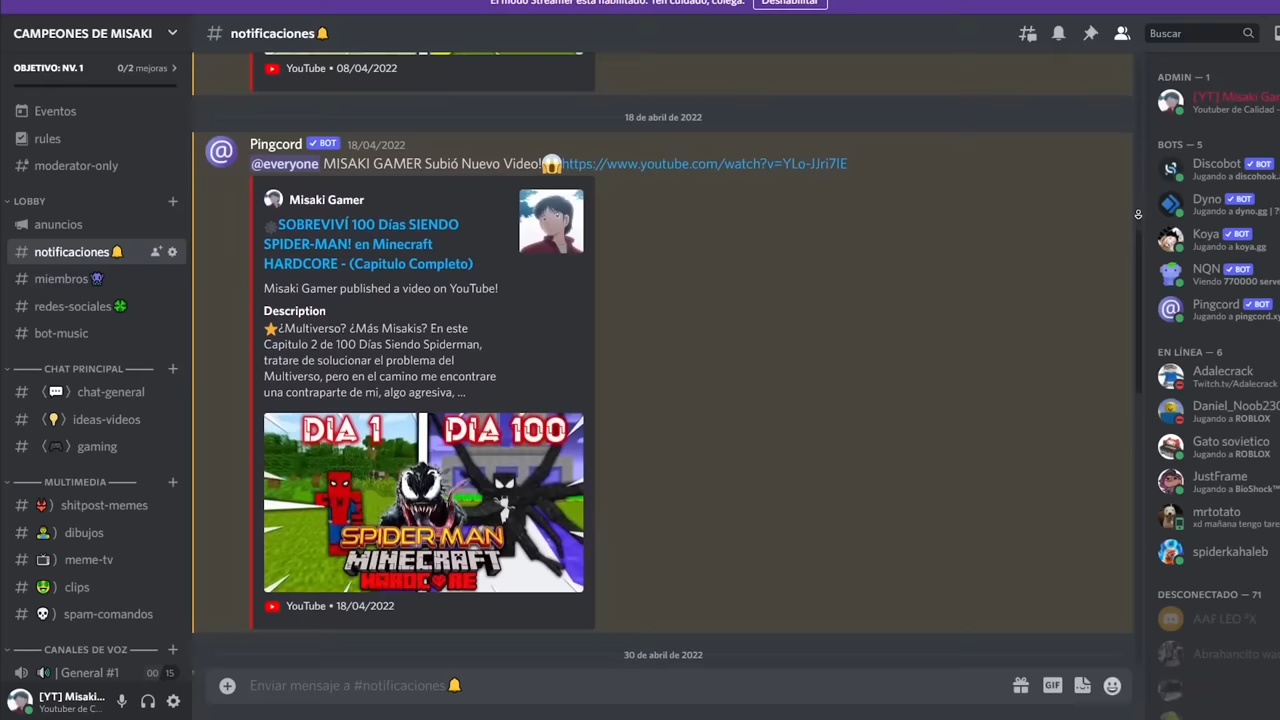 El modo Streamer está habilitado. Ten cuidado, colega.
Deshabilitar
CAMPEONES DE MISAKI
OBJETIVO: NV. 1
0/2 mejoras
Eventos
rules
moderator-only
LOBBY
anuncios
notificaciones🔔
miembros
redes-sociales🍀
bot-music
CHAT PRINCIPAL
〔💬〕chat-general
〔💡〕ideas-videos
〔🎮〕gaming
MULTIMEDIA
) shitpost-memes
) dibujos
) meme-tv
) clips
💀) spam-comandos
CANALES DE VOZ
| General #1
00 15
[YT] Misaki...
Youtuber de C...
# notificaciones🔔
Buscar
YouTube • 08/04/2022
18 de abril de 2022
Pingcord BOT 18/04/2022
@everyone MISAKI GAMER Subió Nuevo Video!😱https://www.youtube.com/watch?v=YLo-JJri7lE
Misaki Gamer
SOBREVIVÍ 100 Días SIENDO
SPIDER-MAN! en Minecraft
HARDCORE - (Capitulo Completo)
Misaki Gamer published a video on YouTube!
Description
⭐¿Multiverso? ¿Más Misakis? En este
Capitulo 2 de 100 Días Siendo Spiderman,
tratare de solucionar el problema del
Multiverso, pero en el camino me encontrare
una contraparte de mi, algo agresiva, ...
DIA 1
DÍA 100
SPIDER-MAN
MINECRAFT
HARDCORE
YouTube • 18/04/2022
30 de abril de 2022
Enviar mensaje a #notificaciones🔔
GIF
ADMIN — 1
[YT] Misaki Gar
Youtuber de Calidad -
BOTS — 5
Discobot BOT
Jugando a discohook.
Dyno BOT
Jugando a dyno.gg | ?
Koya BOT
Jugando a koya.gg
NQN BOT
Viendo 770000 serve
Pingcord BOT
Jugando a pingcord.xy
EN LÍNEA — 6
Adalecrack
Twitch.tv/Adalecrack
Daniel_Noob230
Jugando a ROBLOX
Gato sovietico
Jugando a ROBLOX
JustFrame
Jugando a BioShock™
mrtotato
xd mañana tengo tare
spiderkahaleb
DESCONECTADO — 71
AAF LEO
Abrahancito wa